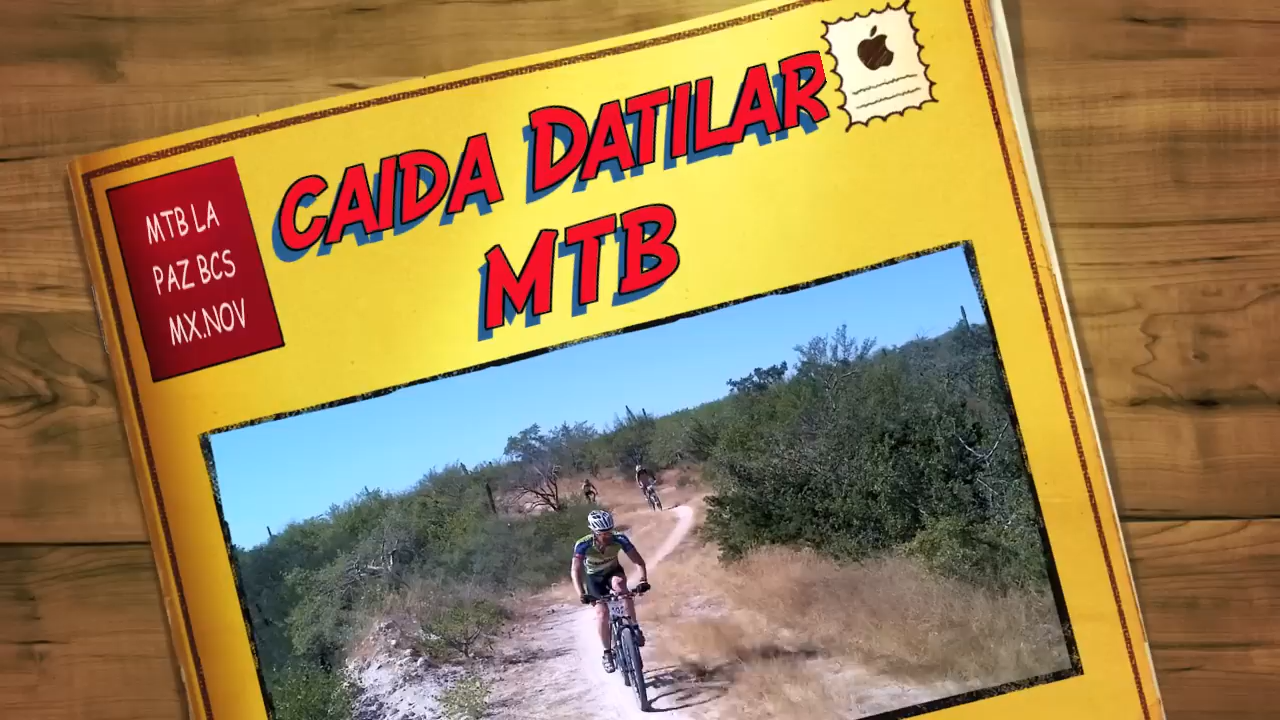 CAIDA DATILAR
MTB
MTB LA
PAZ BCS
MX.NOV